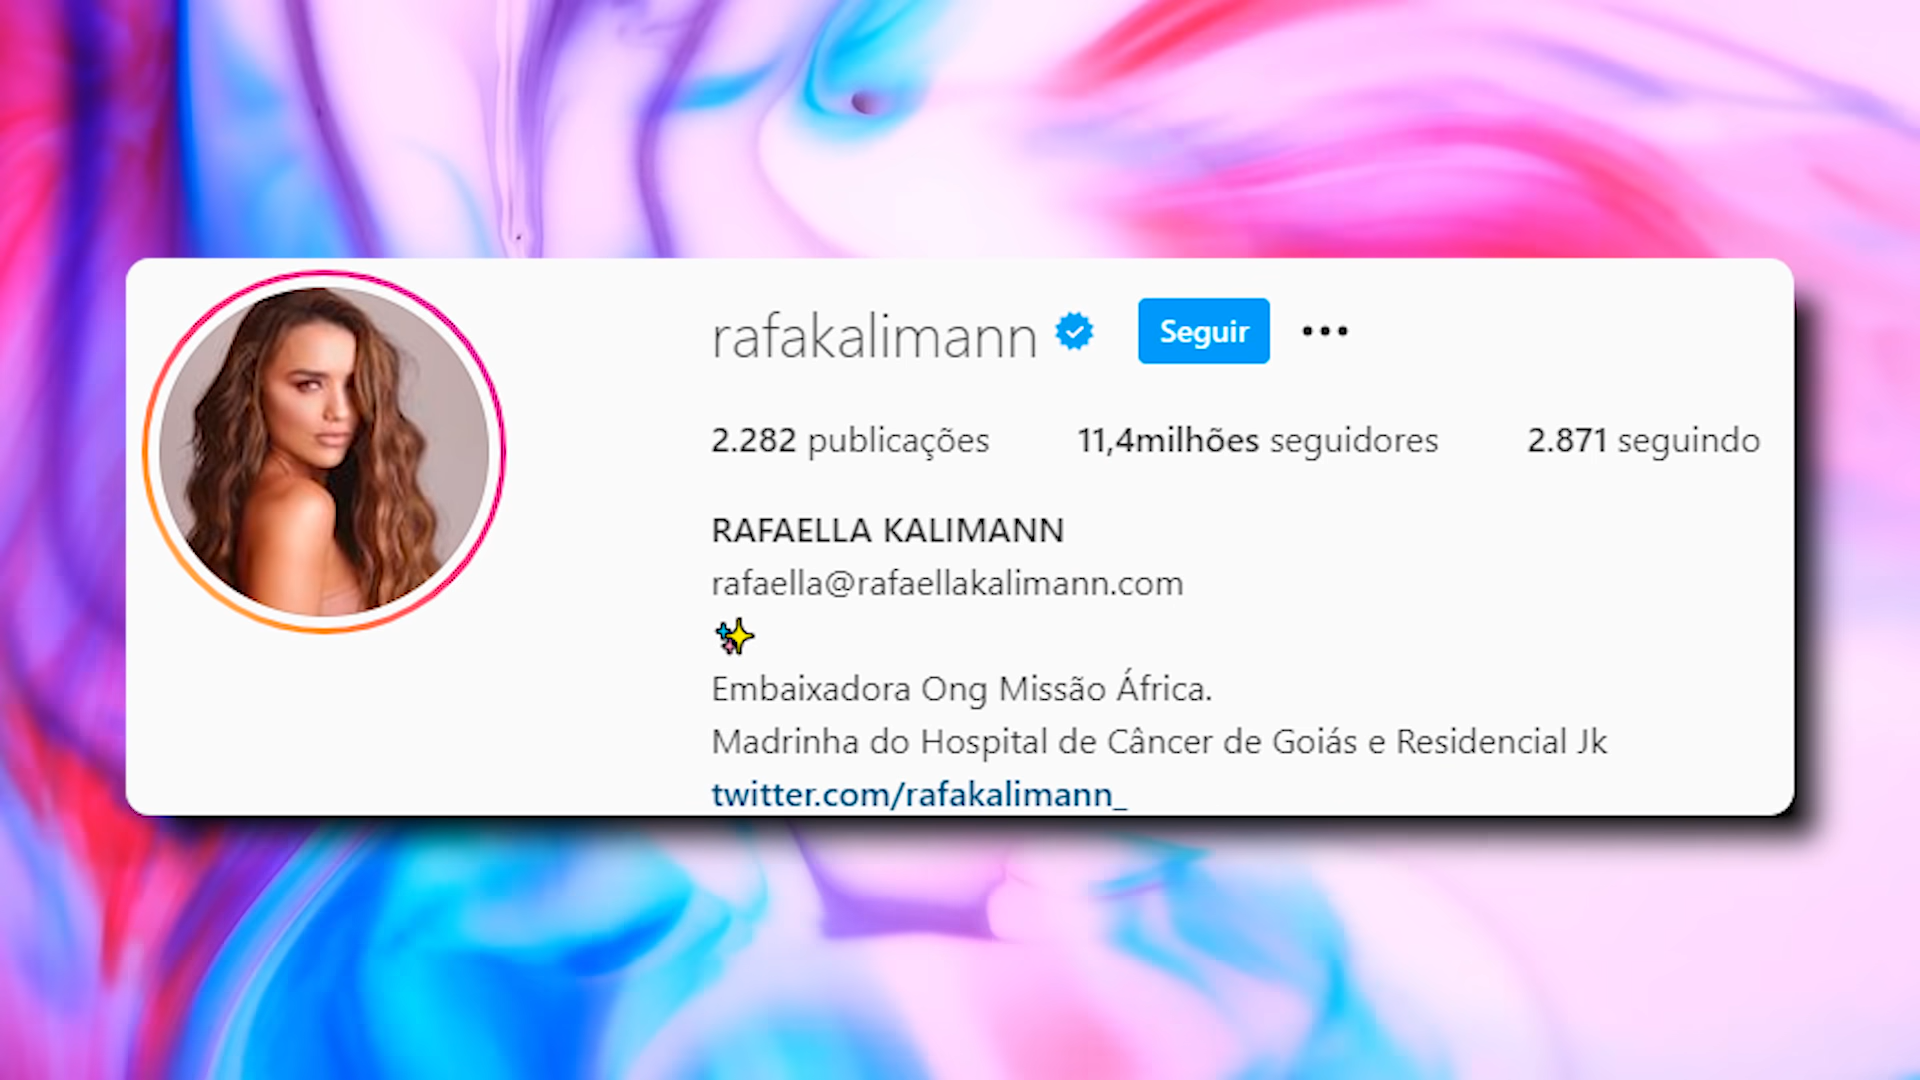 rafakalimann Seguir
2.282 publicações 11,4milhões seguidores 2.871 seguindo
RAFAELLA KALIMANN
rafaella@rafaellakalimann.com
Embaixadora Ong Missão África.
Madrinha do Hospital de Câncer de Goiás e Residencial Jk
twitter.com/rafakalimann_